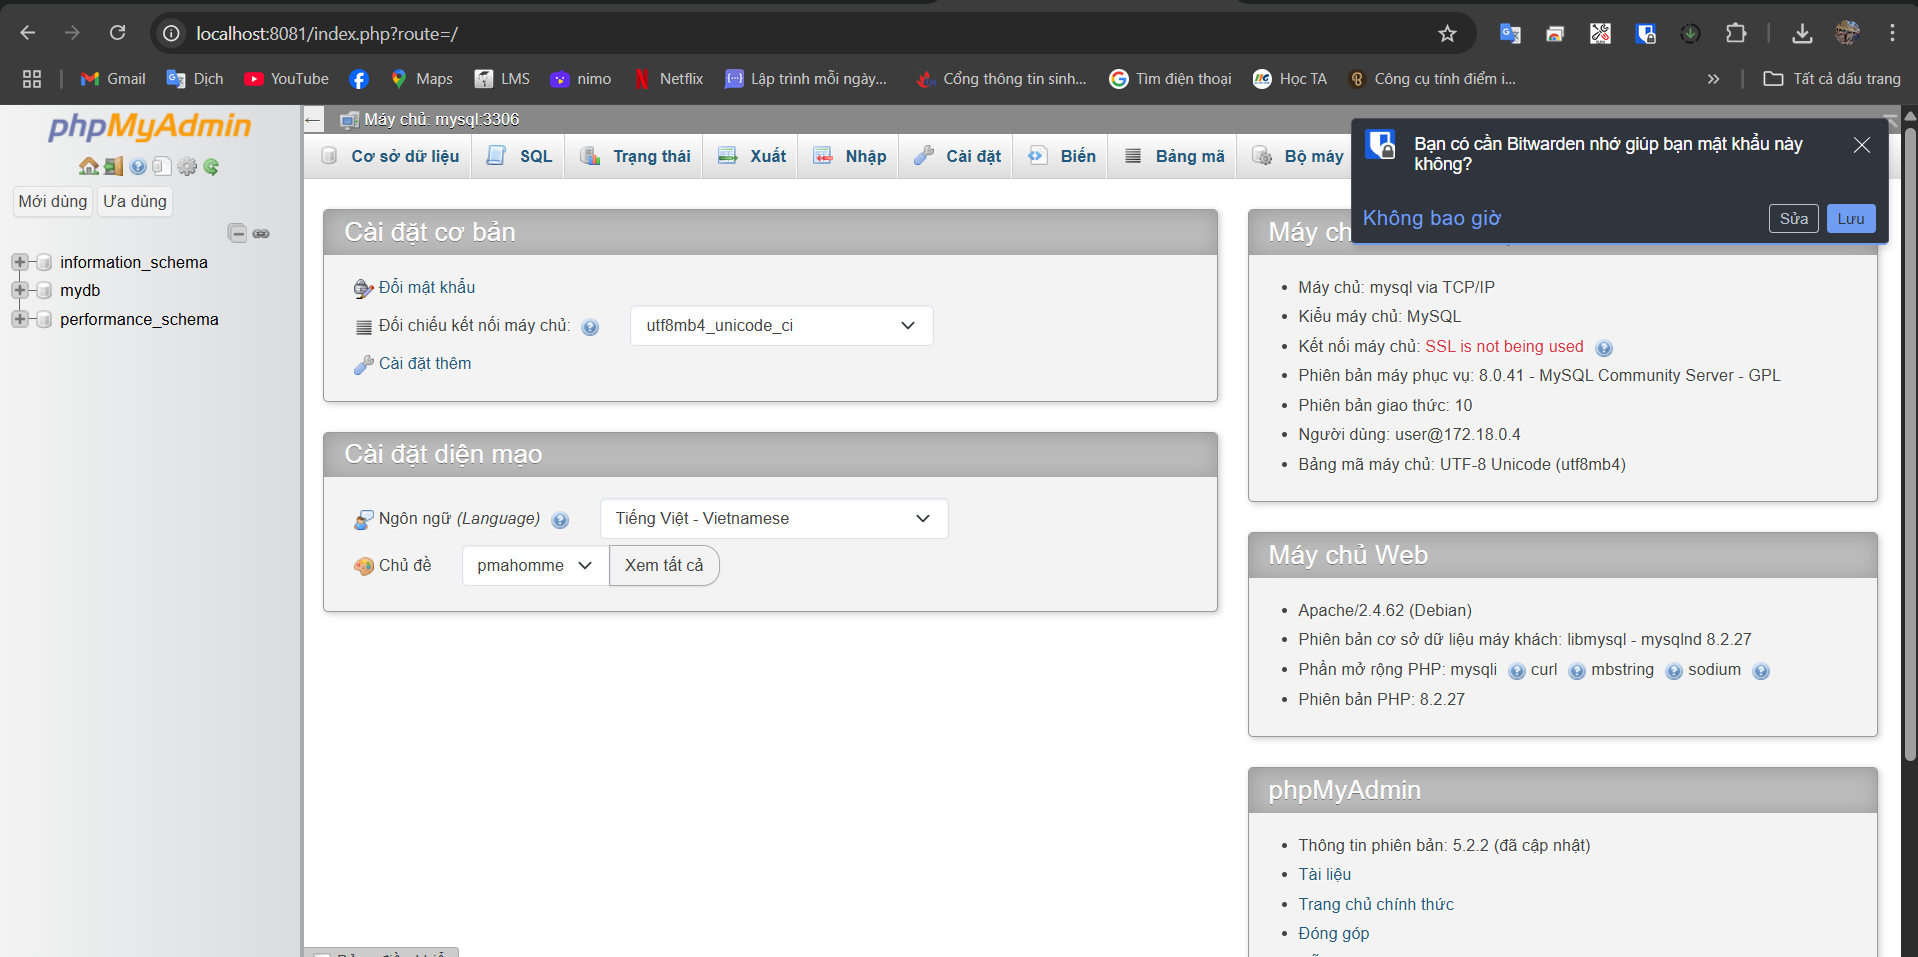 localhost:8081/index.php?route=/
Gmail
Dịch
YouTube
Maps
LMS
nimo
Netflix
Lập trình mỗi ngày...
Cổng thông tin sinh...
Tìm điện thoại
Học TA
Công cụ tính điểm i...
»
Tất cả dấu trang
phpMyAdmin
Mới dùng
Ưa dùng
information_schema
mydb
performance_schema
Máy chủ: mysql:3306
Cơ sở dữ liệu
SQL
Trạng thái
Xuất
Nhập
Cài đặt
Biến
Bảng mã
Bộ máy
Bạn có cần Bitwarden nhớ giúp bạn mật khẩu này
không?
Không bao giờ
Sửa
Lưu
Cài đặt cơ bản
Đổi mật khẩu
Đối chiếu kết nối máy chủ:
utf8mb4_unicode_ci
Cài đặt thêm
Cài đặt diện mạo
Ngôn ngữ (Language)
Tiếng Việt - Vietnamese
Chủ đề
pmahomme
Xem tất cả
Máy ch
Máy chủ: mysql via TCP/IP
Kiểu máy chủ: MySQL
Kết nối máy chủ: SSL is not being used
Phiên bản máy phục vụ: 8.0.41 - MySQL Community Server - GPL
Phiên bản giao thức: 10
Người dùng: user@172.18.0.4
Bảng mã máy chủ: UTF-8 Unicode (utf8mb4)
Máy chủ Web
Apache/2.4.62 (Debian)
Phiên bản cơ sở dữ liệu máy khách: libmysql - mysqlnd 8.2.27
Phần mở rộng PHP: mysqli curl mbstring sodium
Phiên bản PHP: 8.2.27
phpMyAdmin
Thông tin phiên bản: 5.2.2 (đã cập nhật)
Tài liệu
Trang chủ chính thức
Đóng góp